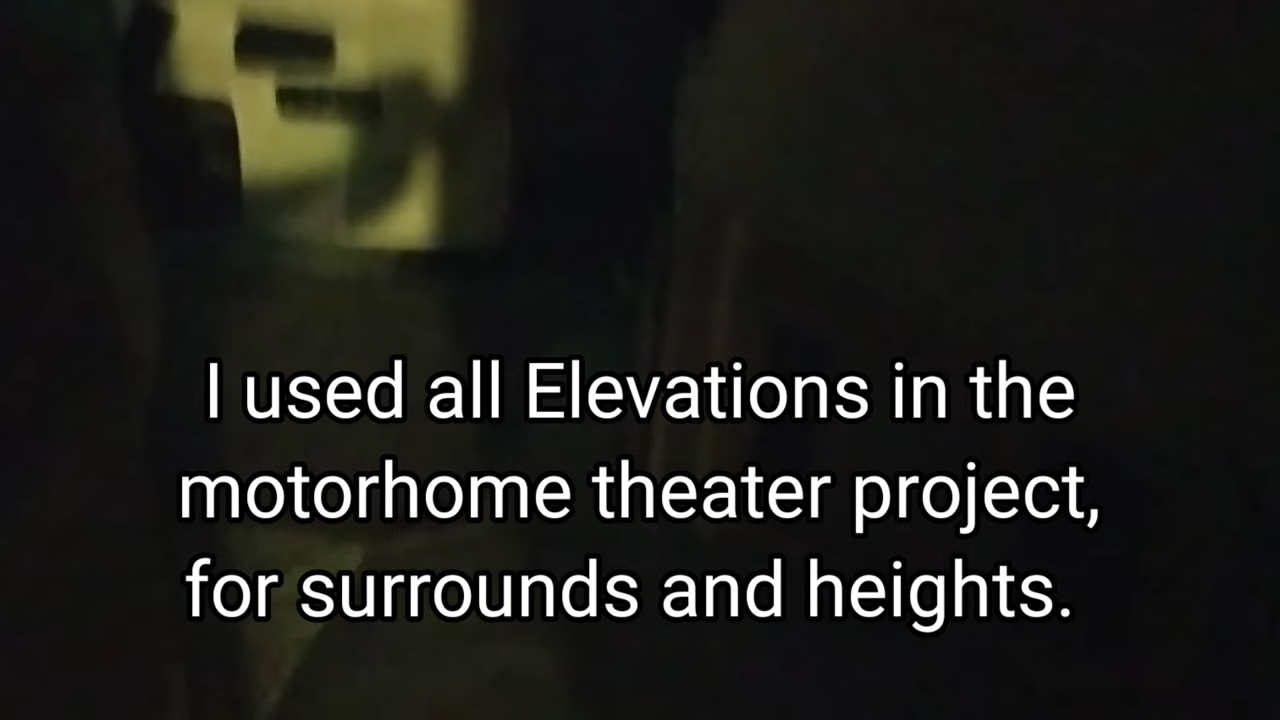 I used all Elevations in the
motorhome theater project,
for surrounds and heights.